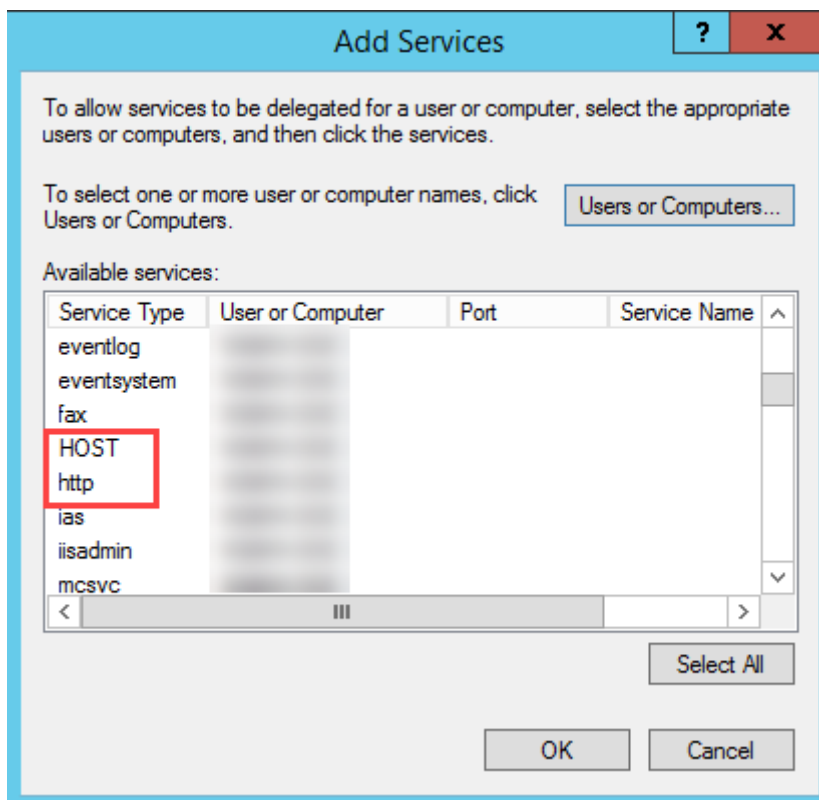 Add Services
?
x
To allow services to be delegated for a user or computer, select the appropriate
users or computers, and then click the services.
To select one or more user or computer names, click
Users or Computers.
Users or Computers...
Available services:
Service Type User or Computer Port Service Name
eventlog
eventsystem
fax
HOST
http
ias
iisadmin
mcsvc
Select All
OK Cancel